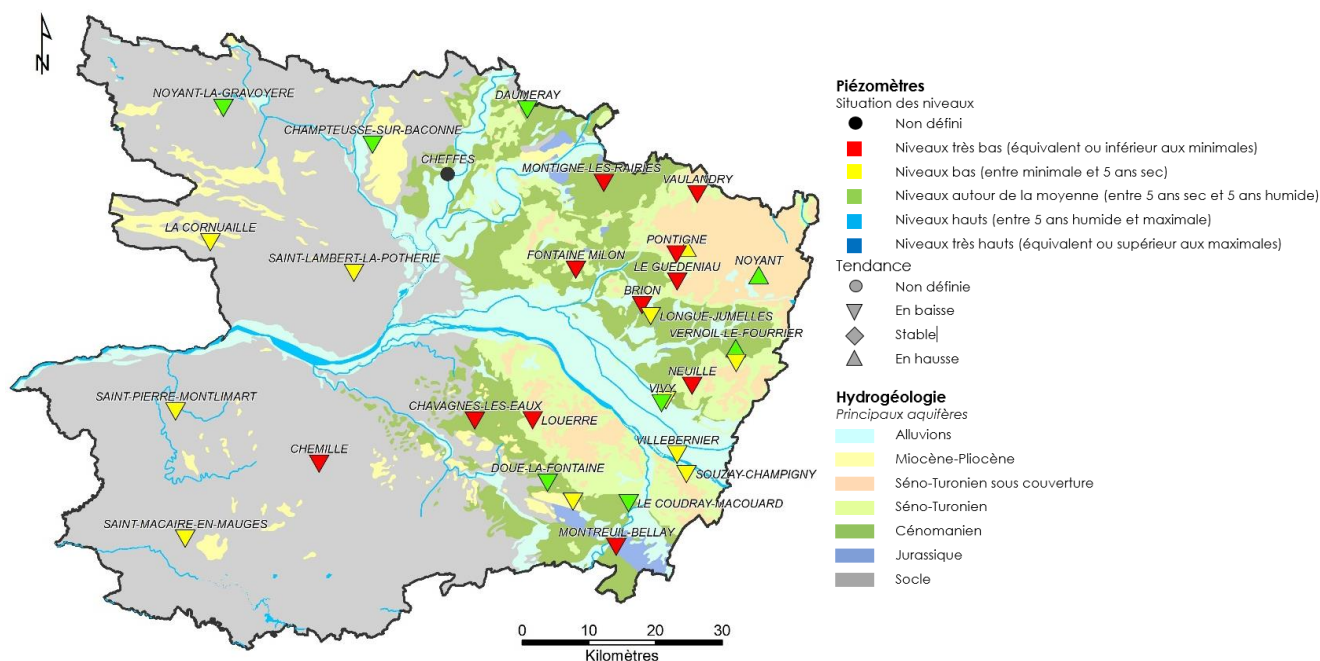 N
NOYANT-LA-GRAVOYERE
DAUMERAY
CHAMPTEUSSE-SUR-BACONNE
CHEFFES
MONTIGNE-LES-RAIRIES
VAULANDRY
LA CORNUAILLE
SAINT-LAMBERT-LA-POTHERIE
PONTIGNE
FONTAINE MILON
LE GUEDENIAU
NOYANT
BRION
LONGUE-JUMELLES
VERNOIL-LE-FOURRIER
NEUILLE
VIVY
SAINT-PIERRE-MONTLIMART
CHAVAGNES-LES-EAUX
LOUERRE
CHEMILLE
VILLEBERNIER
DOUE-LA-FONTAINE
SOUZAY-CHAMPIGNY
LE COUDRAY-MACOUARD
SAINT-MACAIRE-EN-MAUGES
MONTREUIL-BELLAY
0 10 20 30
Kilomètres
Piézomètres
Situation des niveaux
Non défini
Niveaux très bas (équivalent ou inférieur aux minimales)
Niveaux bas (entre minimale et 5 ans sec)
Niveaux autour de la moyenne (entre 5 ans sec et 5 ans humide)
Niveaux hauts (entre 5 ans humide et maximale)
Niveaux très hauts (équivalent ou supérieur aux maximales)
Tendance
Non définie
En baisse
Stable
En hausse
Hydrogéologie
Principaux aquifères
Alluvions
Miocène-Pliocène
Séno-Turonien sous couverture
Séno-Turonien
Cénomanien
Jurassique
Socle